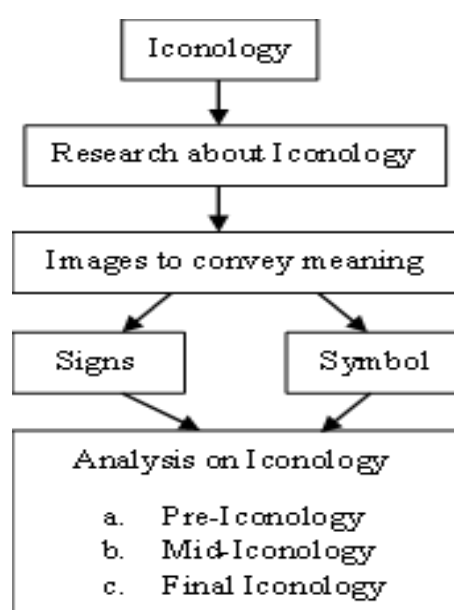 Iconology
Research about Iconology
Images to convey meaning
Signs
Symbol
Analysis on Iconology
a. Pre-Iconology
b. Mid-Iconology
c. Final Iconology